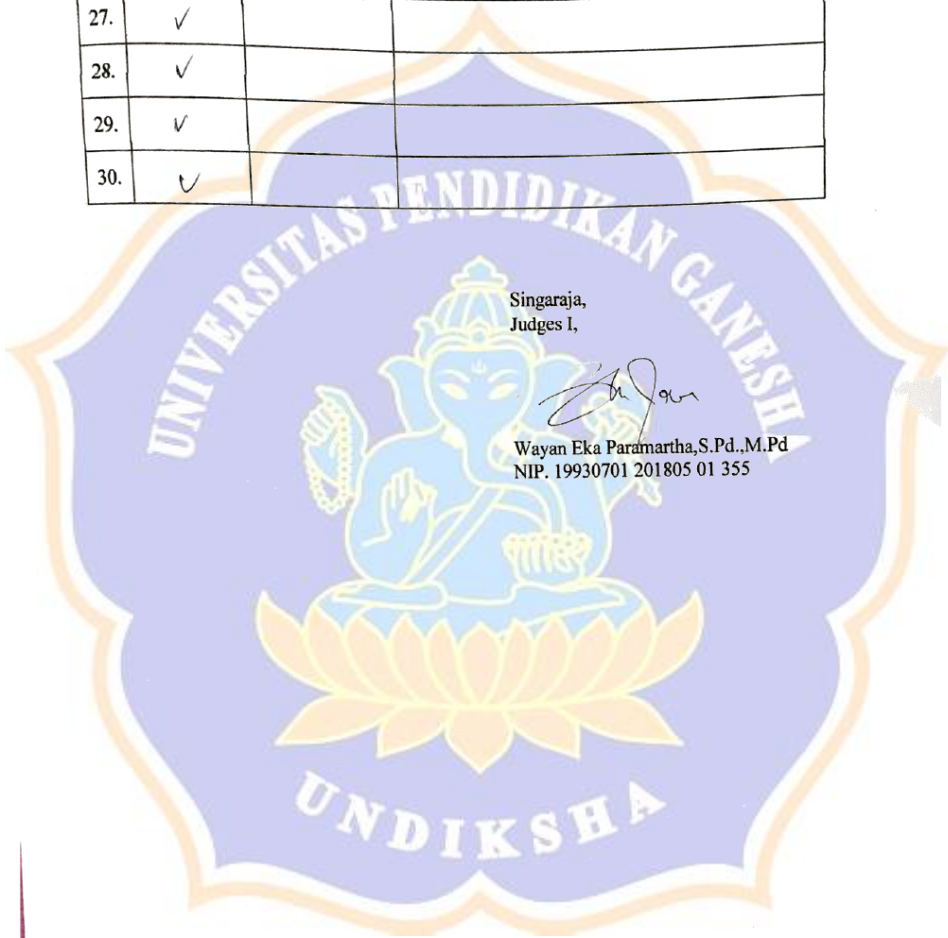 27. ✓
28. ✓
29. ✓
30. ✓
UNIVERSITAS PENDIDIKAN GANESHA
Singaraja,
Judges I,
Wayan Eka Paramartha,S.Pd.,M.Pd
NIP. 19930701 201805 01 355
UNDIKSHA